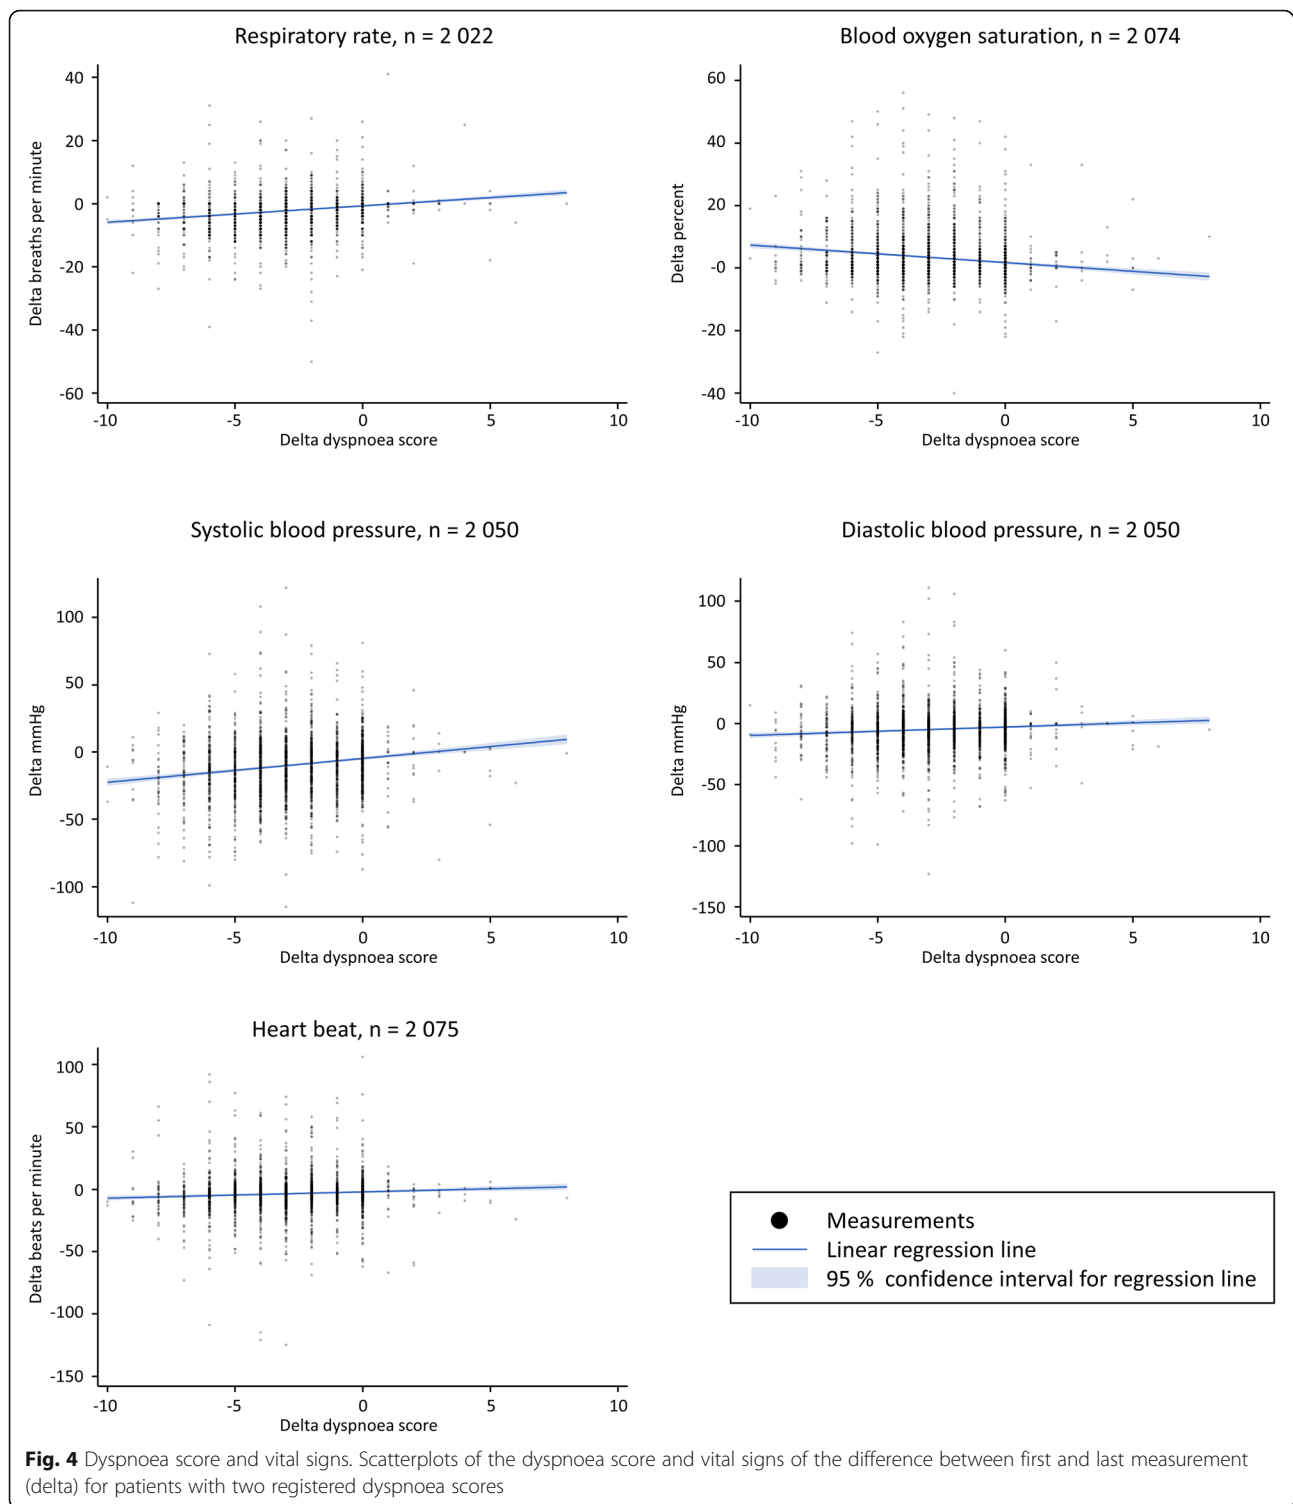 Respiratory rate, n = 2 022
40
20
0
-20
-40
-60
Delta breaths per minute
-10 -5 0 5 10
Delta dyspnoea score
Blood oxygen saturation, n = 2 074
60
40
20
-0
-20
-40
Delta percent
-10 -5 0 5 10
Delta dyspnoea score
Systolic blood pressure, n = 2 050
100
50
0
-50
-100
Delta mmHg
-10 -5 0 5 10
Delta dyspnoea score
Diastolic blood pressure, n = 2 050
100
50
0
-50
-100
-150
Delta mmHg
-10 -5 0 5 10
Delta dyspnoea score
Heart beat, n = 2 075
100
50
0
-50
-100
-150
Delta beats per minute
-10 -5 0 5 10
Delta dyspnoea score
Measurements
Linear regression line
95 % confidence interval for regression line
Fig. 4 Dyspnoea score and vital signs. Scatterplots of the dyspnoea score and vital signs of the difference between first and last measurement
(delta) for patients with two registered dyspnoea scores